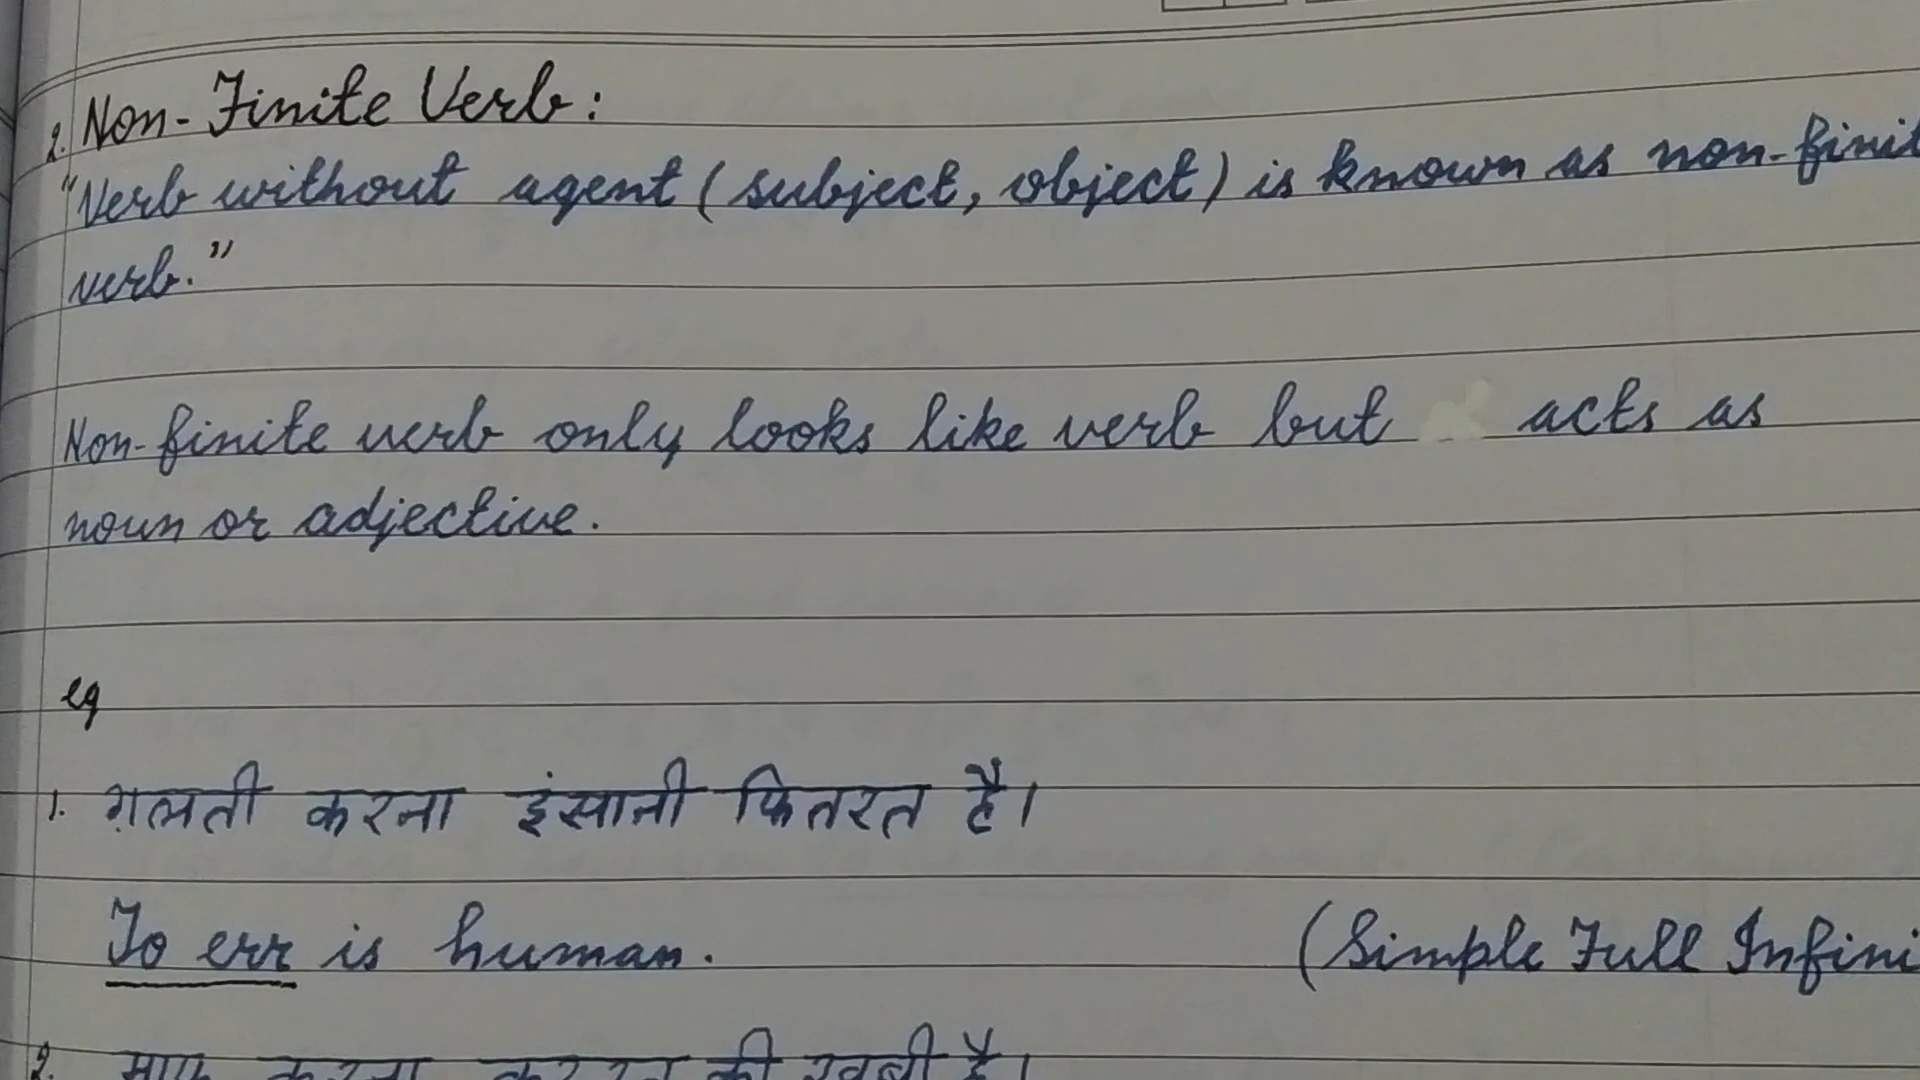 2. Non-Finite Verb:
"Verb without agent (subject, object) is known as non-finit
verb."
Non-finite verb only looks like verb but acts as
noun or adjective.
eg
1. ग़लती करना इंसानी फितरत है।
To err is human. (Simple Full Infini
2. करना की खूबी है।